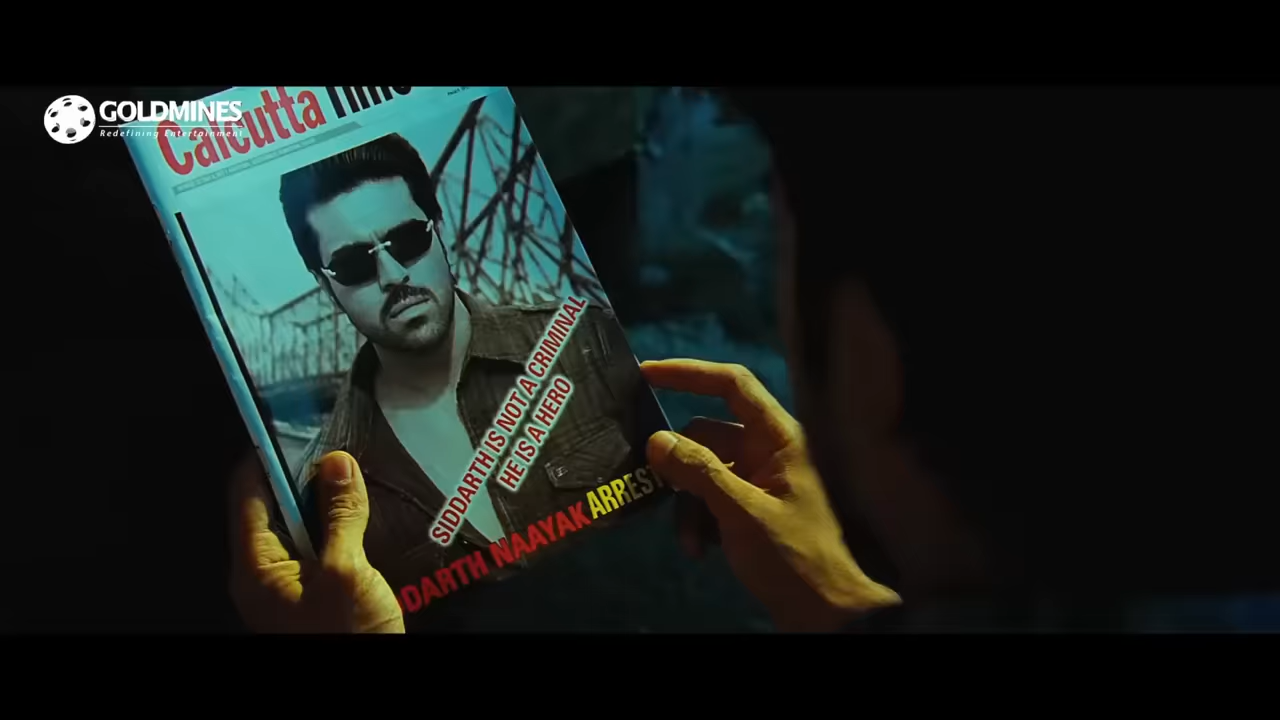 GOLDMINES
Redefining Entertainment
Calcutta
SIDDARTH IS NOT A CRIMINAL
HE IS A HERO
DARTH NAAYAK ARREST